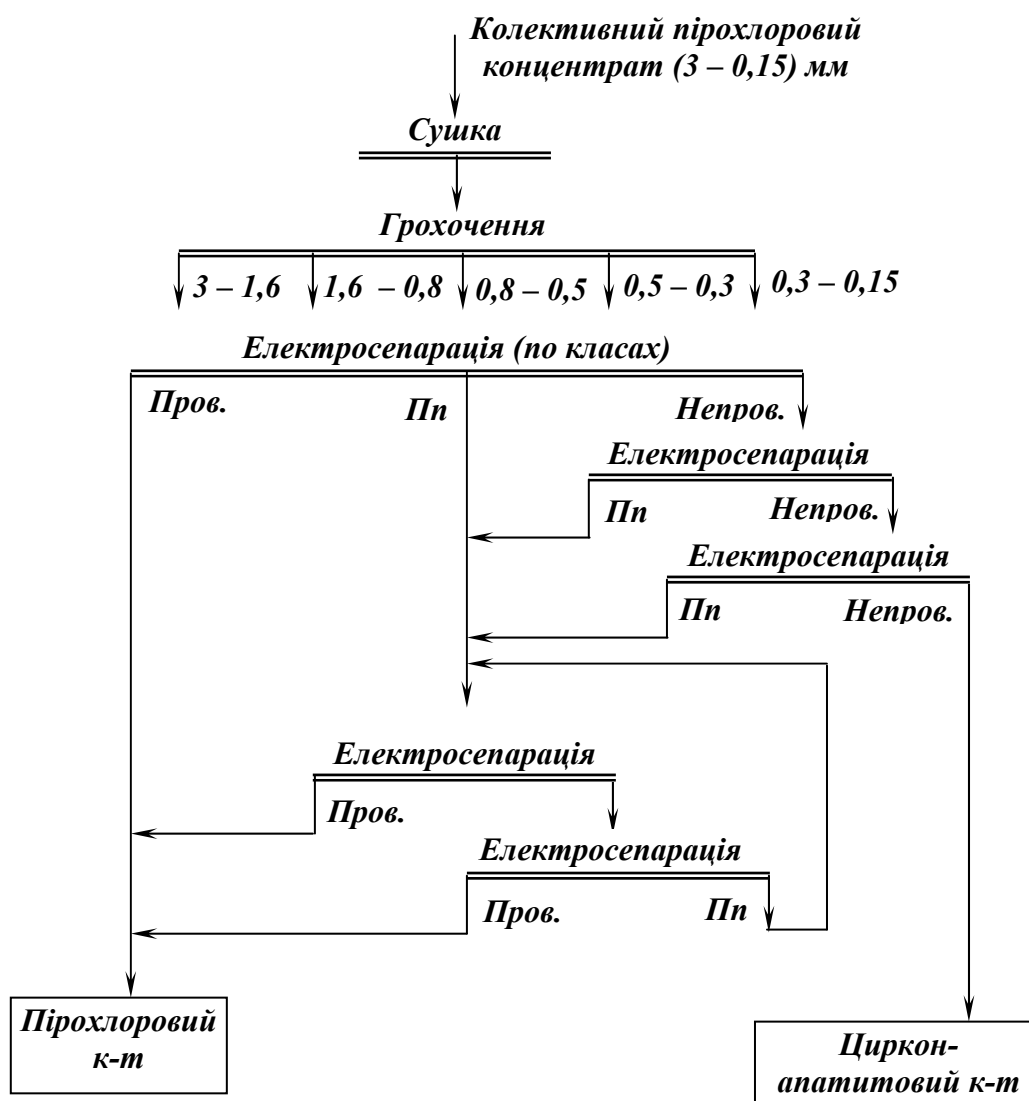 Колективний пірохлоровий
концентрат (3 – 0,15) мм
Сушка
Грохочення
3 – 1,6 1,6 – 0,8 0,8 – 0,5 0,5 – 0,3 0,3 – 0,15
Електросепарація (по класах)
Пров. Пп Непров.
Електросепарація
Пп Непров.
Електросепарація
Пп Непров.
Електросепарація
Пров.
Електросепарація
Пров. Пп
Пірохлоровий
к-т
Циркон-
апатитовий к-т